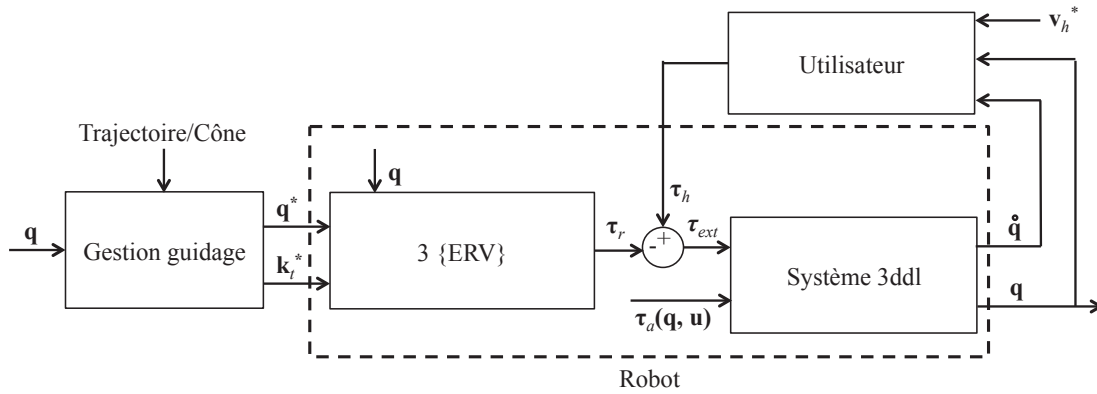 v_h*
Utilisateur
Trajectoire/Cône
q
τ_h
q*
τ_r
- +
τ_ext
q̊
q
Gestion guidage
3 {ERV}
Système 3ddl
k_t*
q
τ_a(q, u)
Robot